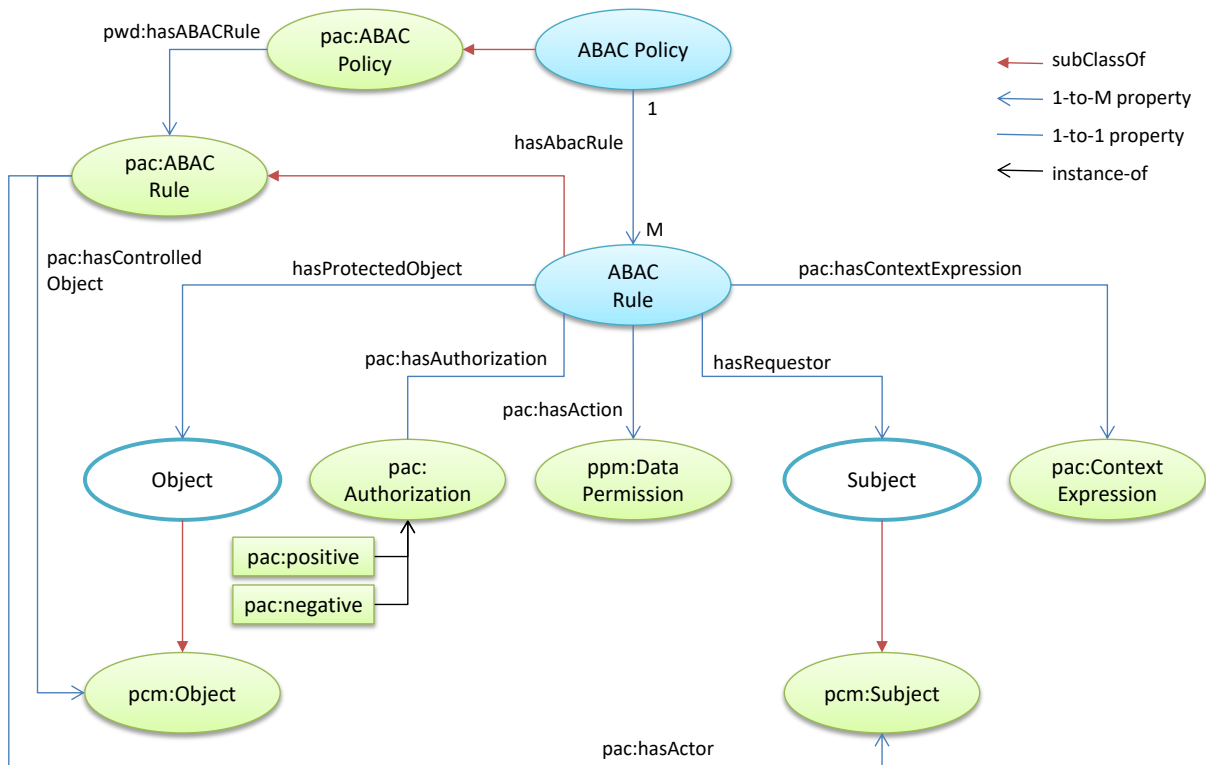 pwd:hasABACRule
pac:ABAC
Policy
ABAC Policy
subClassOf
1-to-M property
1-to-1 property
instance-of
1
hasAbacRule
M
pac:ABAC
Rule
pac:hasControlled
Object
hasProtectedObject
ABAC
Rule
pac:hasContextExpression
pac:hasAuthorization
hasRequestor
pac:hasAction
Object
pac:
Authorization
ppm:Data
Permission
Subject
pac:Context
Expression
pac:positive
pac:negative
pcm:Object
pcm:Subject
pac:hasActor